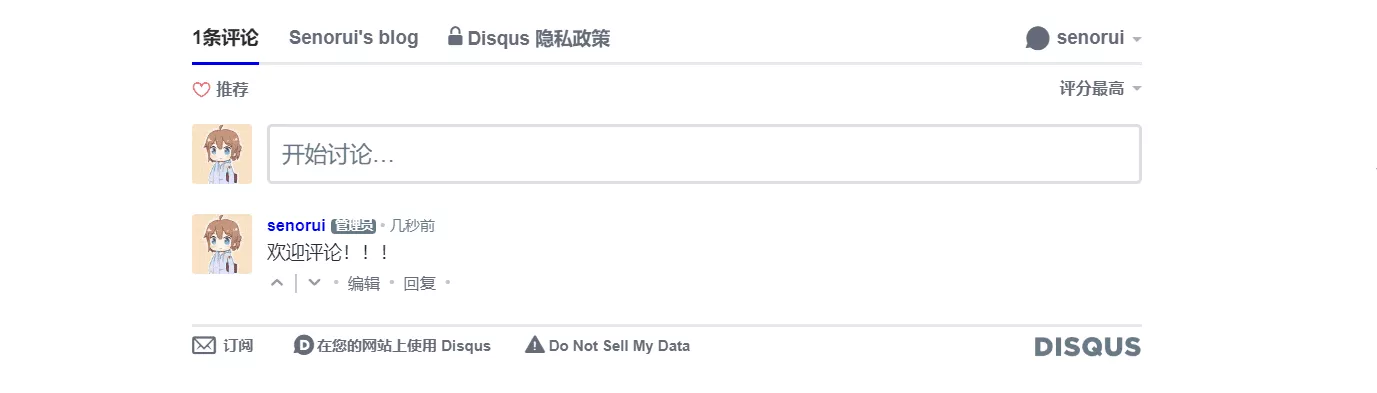 1条评论 Senorui's blog Disqus 隐私政策 senorui
推荐 评分最高
开始讨论...
senorui 管理员 • 几秒前
欢迎评论！！！
编辑 • 回复 •
订阅 在您的网站上使用 Disqus Do Not Sell My Data DISQUS